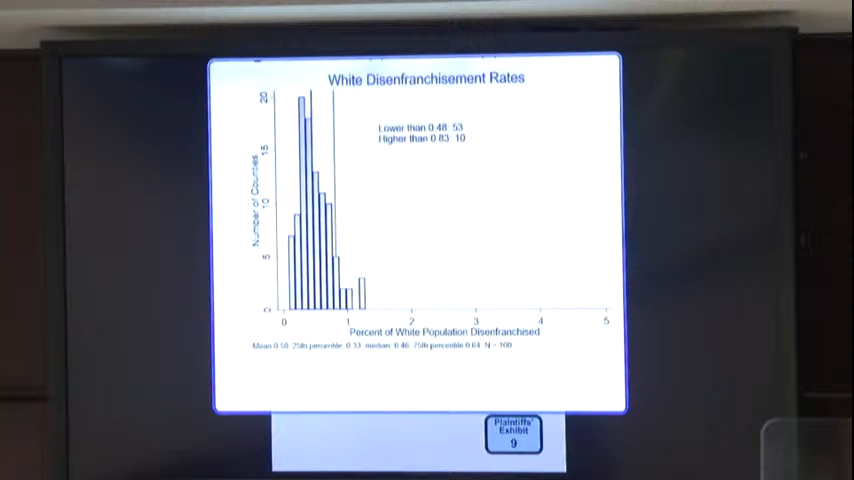 White Disenfranchisement Rates
Lower than 0.48 53
Higher than 0.83 10
Number of Counties
0 5 10 15 20
0 1 2 3 4 5
Percent of White Population Disenfranchised
Mean 0.50 25th percentile 0.33 median 0.46 75th percentile 0.64 N = 100
Plaintiffs'
Exhibit
9